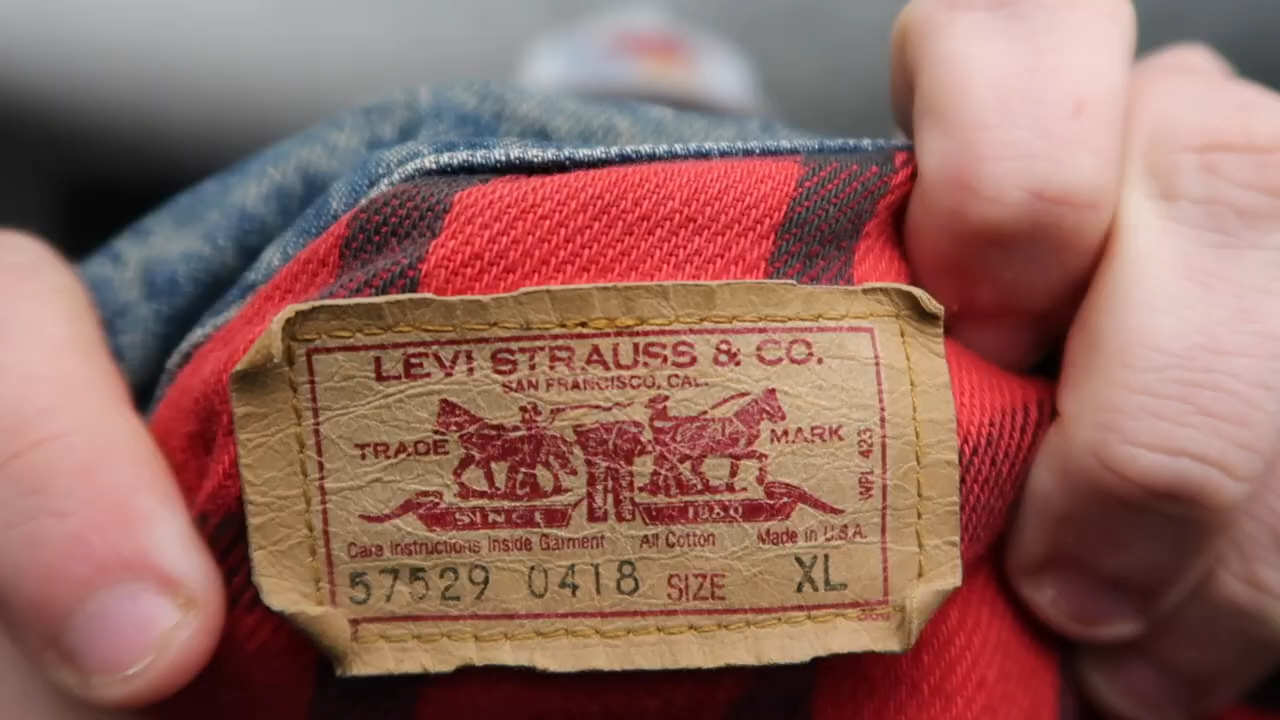 LEVI STRAUSS & CO.
SAN FRANCISCO, CAL.
TRADE MARK
WPL 423
SINCE 1850
Care Instructions Inside Garment All Cotton Made in U.S.A.
57529 0418 SIZE XL